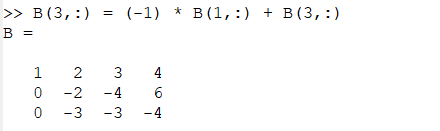 >> B(3,:) = (-1) * B(1,:) + B(3,:)
B =
1 2 3 4
0 -2 -4 6
0 -3 -3 -4